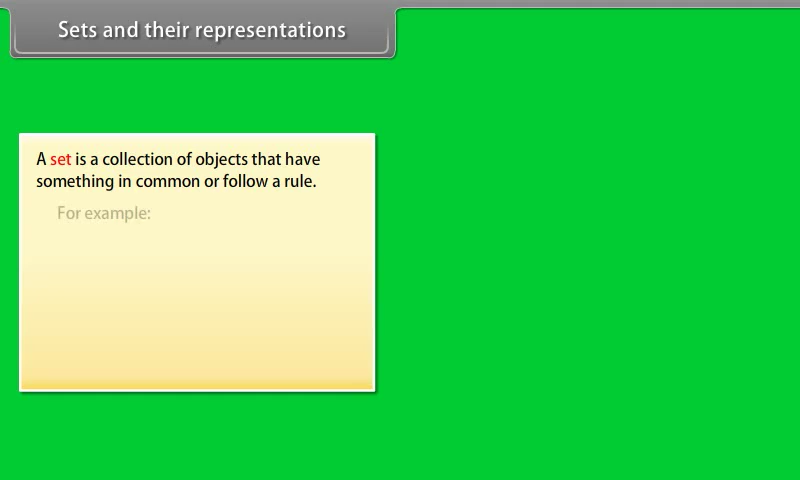 Sets and their representations
A set is a collection of objects that have
something in common or follow a rule.
For example: